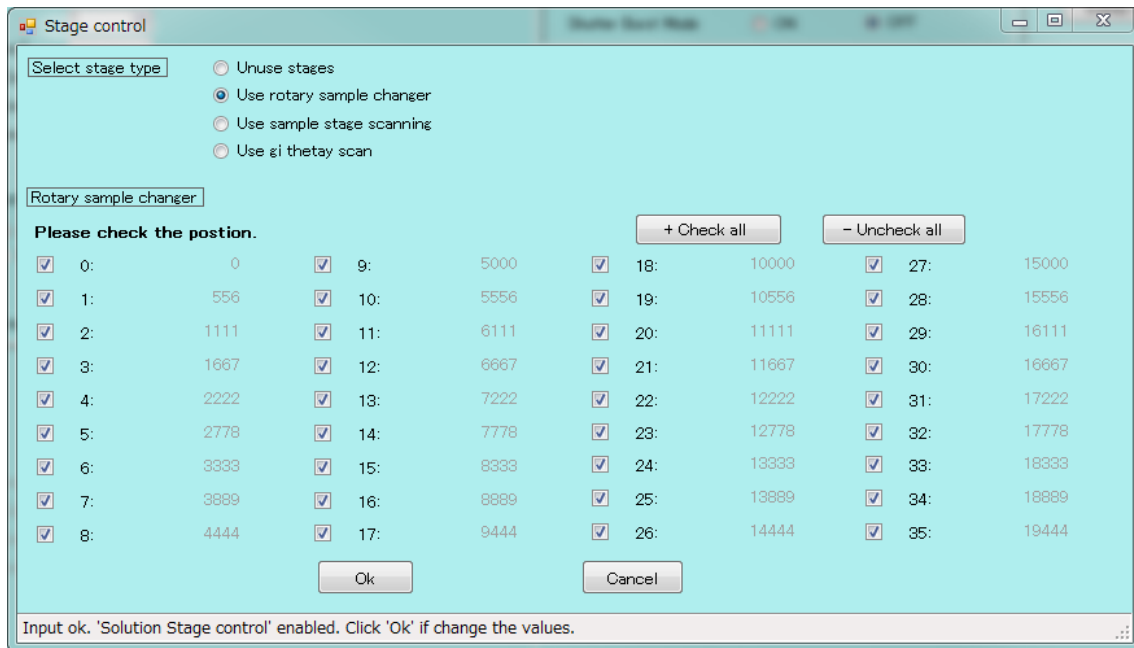 Stage control
Select stage type
Unuse stages
Use rotary sample changer
Use sample stage scanning
Use gi thetay scan
Rotary sample changer
Please check the postion.
+ Check all
- Uncheck all
0: 0 9: 5000 18: 10000 27: 15000
1: 556 10: 5556 19: 10556 28: 15556
2: 1111 11: 6111 20: 11111 29: 16111
3: 1667 12: 6667 21: 11667 30: 16667
4: 2222 13: 7222 22: 12222 31: 17222
5: 2778 14: 7778 23: 12778 32: 17778
6: 3333 15: 8333 24: 13333 33: 18333
7: 3889 16: 8889 25: 13889 34: 18889
8: 4444 17: 9444 26: 14444 35: 19444
Ok
Cancel
Input ok. 'Solution Stage control' enabled. Click 'Ok' if change the values.